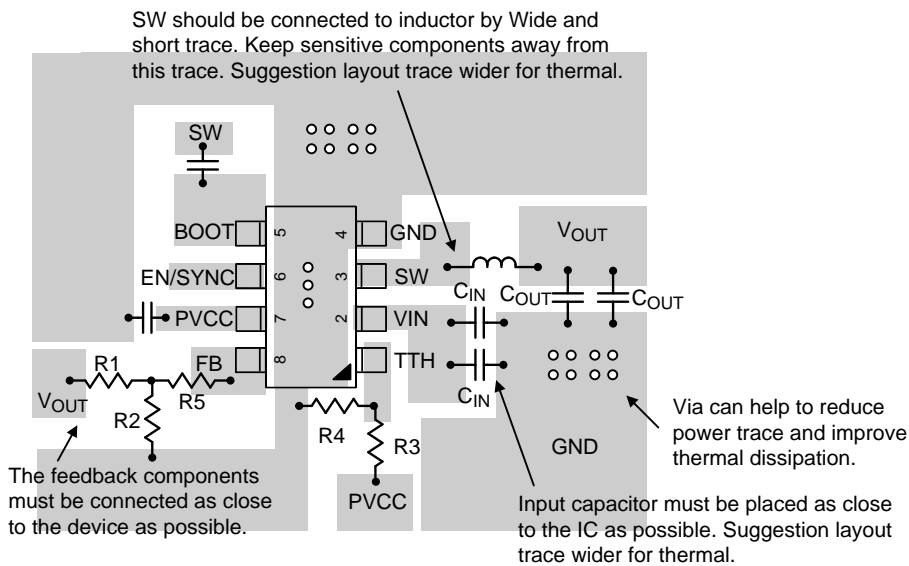 SW should be connected to inductor by Wide and
short trace. Keep sensitive components away from
this trace. Suggestion layout trace wider for thermal.
SW
BOOT
5
4
GND
VOUT
EN/SYNC
6
3
SW
CIN
COUT
COUT
PVCC
7
2
VIN
R1
FB
8
TTH
VOUT
R5
CIN
R2
R4
R3
GND
Via can help to reduce
power trace and improve
thermal dissipation.
The feedback components
must be connected as close
to the device as possible.
PVCC
Input capacitor must be placed as close
to the IC as possible. Suggestion layout
trace wider for thermal.